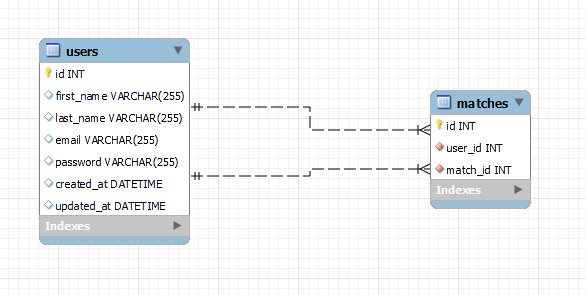 users
id INT
first_name VARCHAR(255)
last_name VARCHAR(255)
email VARCHAR(255)
password VARCHAR(255)
created_at DATETIME
updated_at DATETIME
Indexes
matches
id INT
user_id INT
match_id INT
Indexes